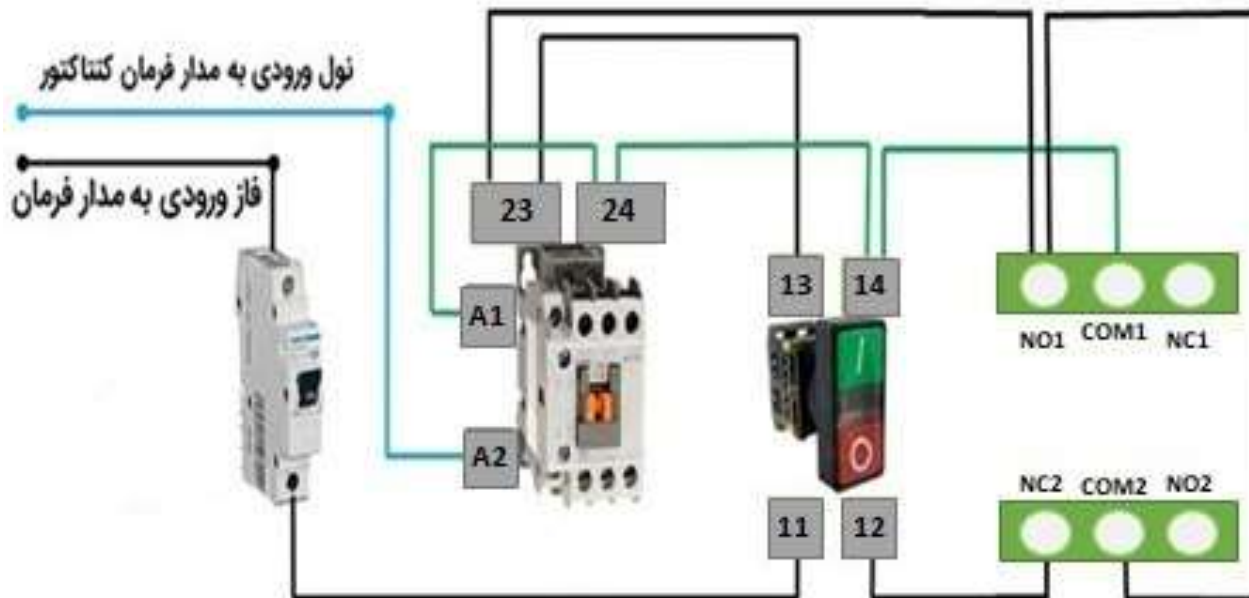 نول ورودی به مدار فرمان کنتاکتور
فاز ورودی به مدار فرمان
23
24
A1
A2
13
14
11
12
NO1
COM1
NC1
NC2
COM2
NO2